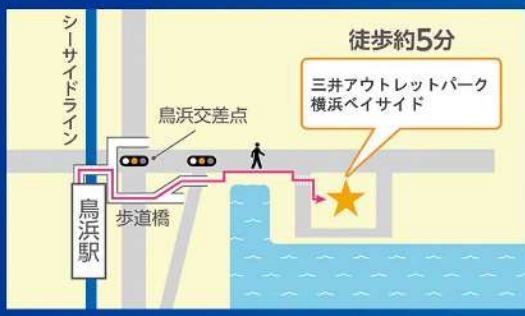 シーサイドライン
徒歩約5分
三井アウトレットパーク
横浜ベイサイド
鳥浜交差点
歩道橋
鳥浜駅